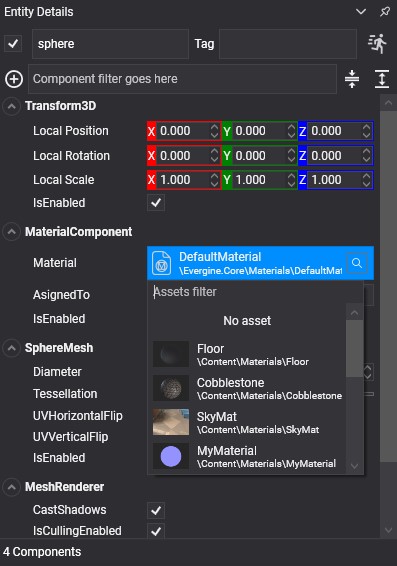 Entity Details
sphere
Tag
Component filter goes here
Transform3D
Local Position X 0.000 Y 0.000 Z 0.000
Local Rotation X 0.000 Y 0.000 Z 0.000
Local Scale X 1.000 Y 1.000 Z 1.000
IsEnabled
MaterialComponent
Material
DefaultMaterial
\Evergine.Core\Materials\DefaultMat
AsignedTo
Assets filter
IsEnabled
No asset
SphereMesh
Floor
\Content\Materials\Floor
Diameter
Tessellation
Cobblestone
\Content\Materials\Cobblestone
UVHorizontalFlip
SkyMat
\Content\Materials\SkyMat
UVVerticalFlip
IsEnabled
MyMaterial
\Content\Materials\MyMaterial
MeshRenderer
CastShadows
IsCullingEnabled
4 Components